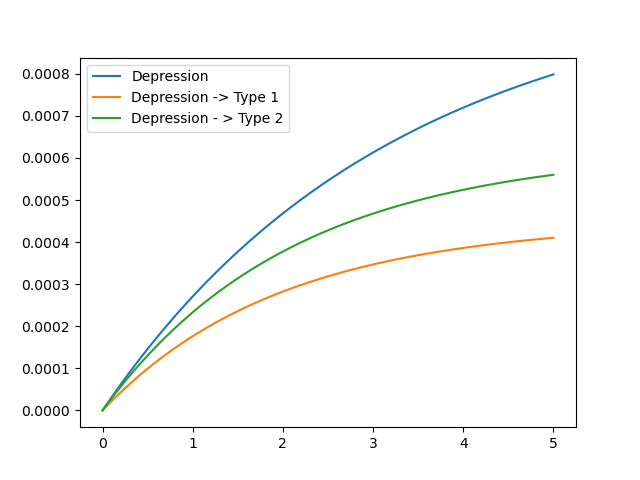 0.0008
0.0007
0.0006
0.0005
0.0004
0.0003
0.0002
0.0001
0.0000
Depression
Depression -> Type 1
Depression - > Type 2
0 1 2 3 4 5